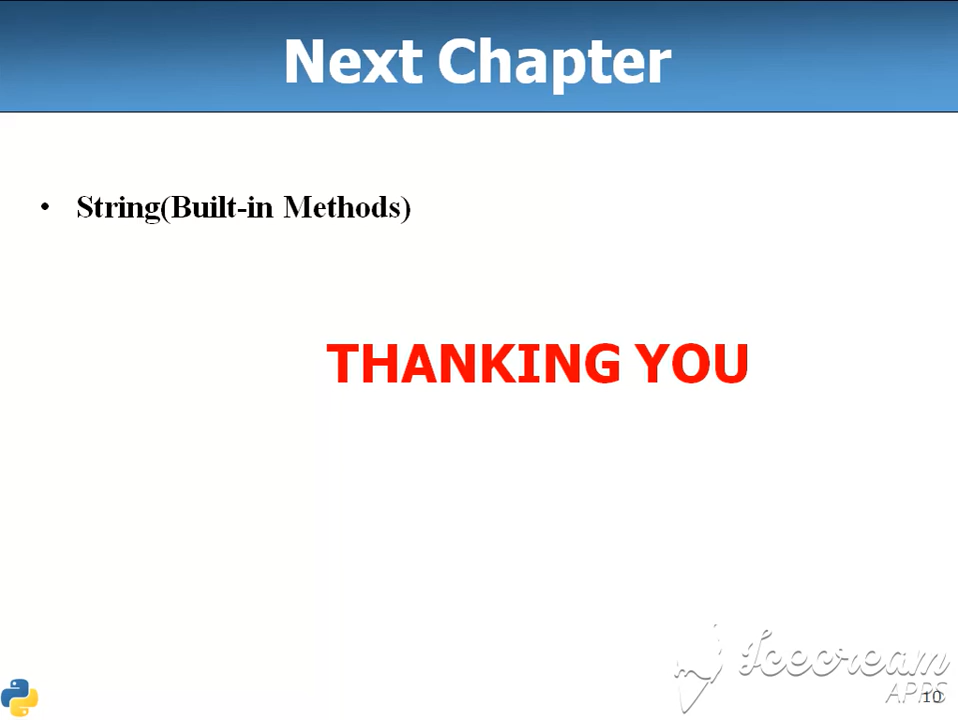 Next Chapter
• String(Built-in Methods)
THANKING YOU
Icecream
APPS
10